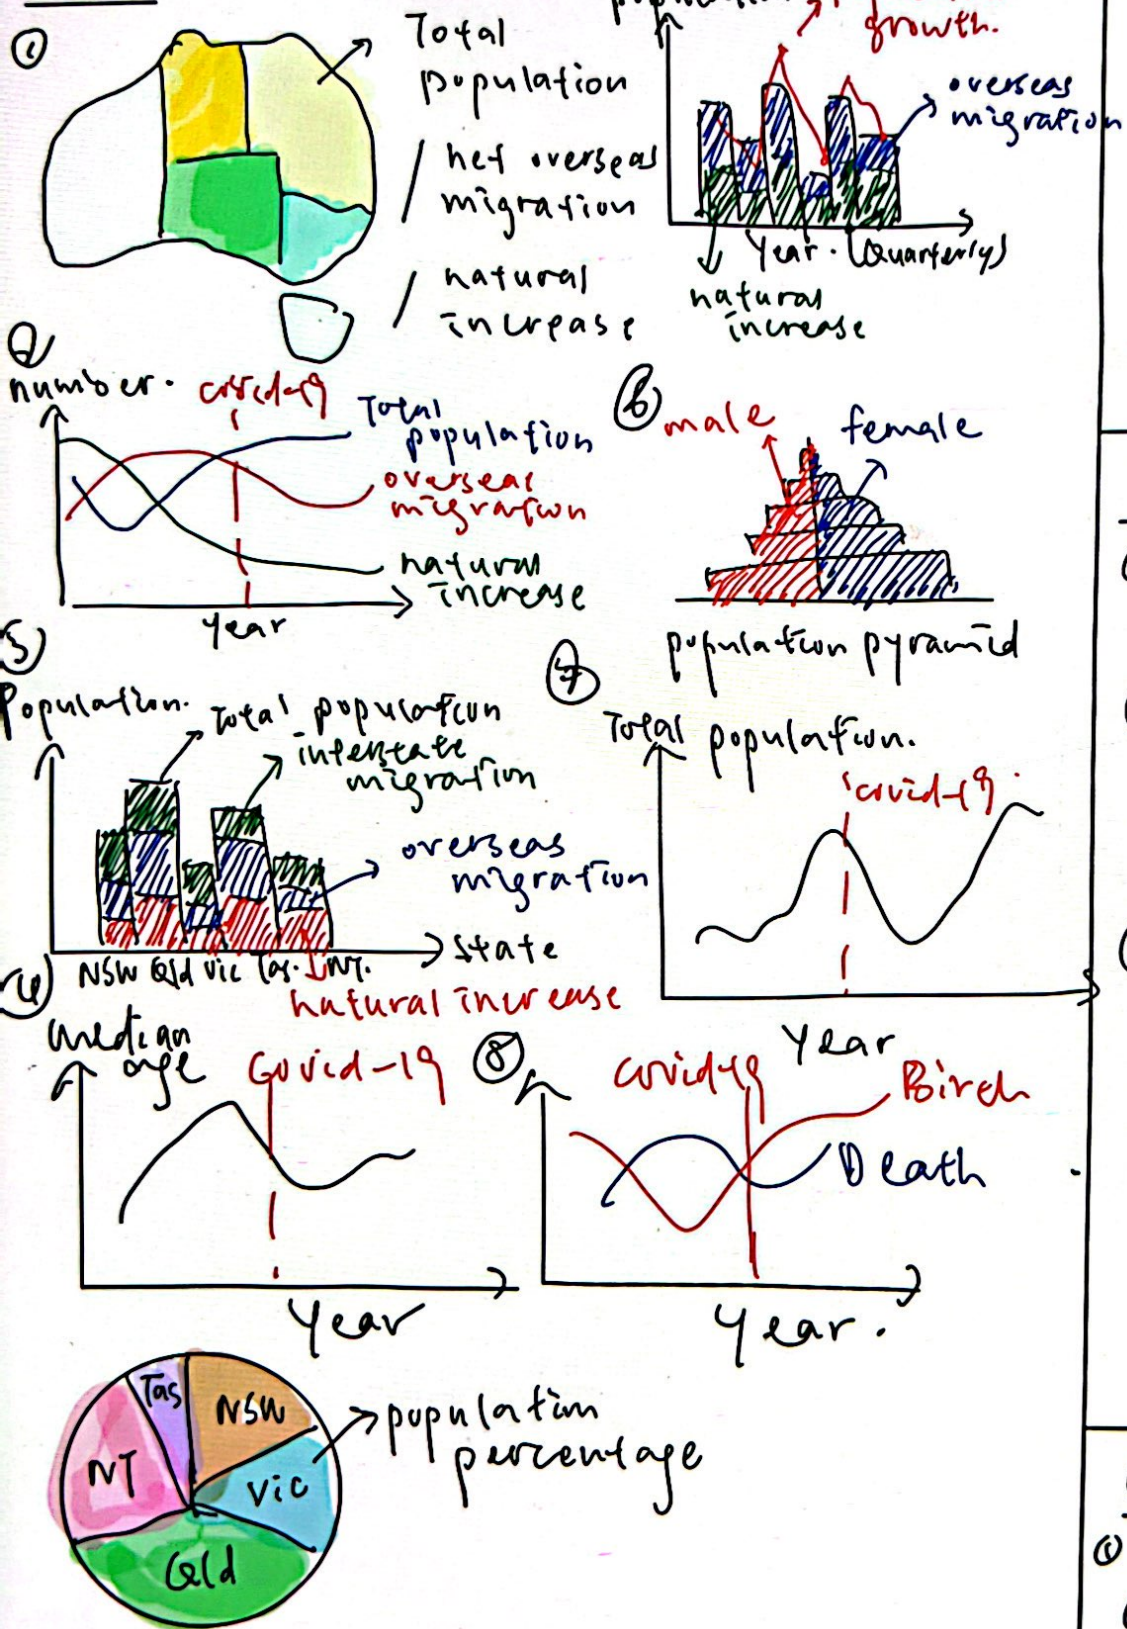 ①
Total
population
/ net overseas
migration
/ natural
increase
growth.
overseas
migration
Year. (Quarterly)
natural
increase
②
number.
covid-19
Total
population
overseas
migration
natural
increase
year
⑥
male
female
population pyramid
③
Population.
Total population
interstate
migration
overseas
migration
State
NSW Qld Vic Tas. NT.
natural increase
⑦
Total population.
covid-19
Year
④
median
age
Covid-19
Year
⑧
covid-19
Birth
Death
Year.
Tas
NSW
NT
Vic
Qld
population
percentage